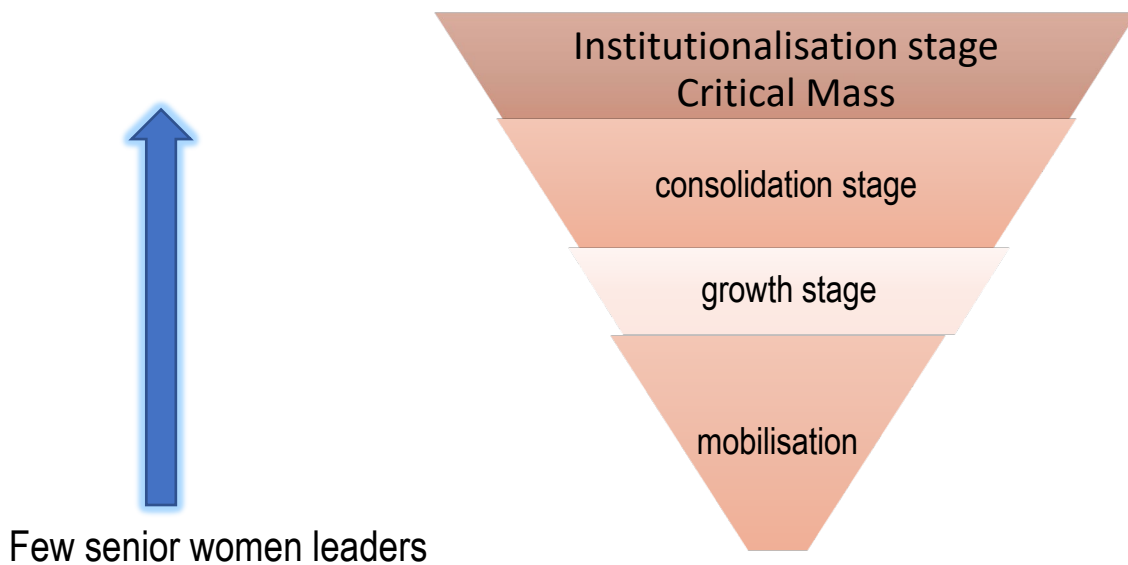 Institutionalisation stage
Critical Mass
consolidation stage
growth stage
mobilisation
Few senior women leaders